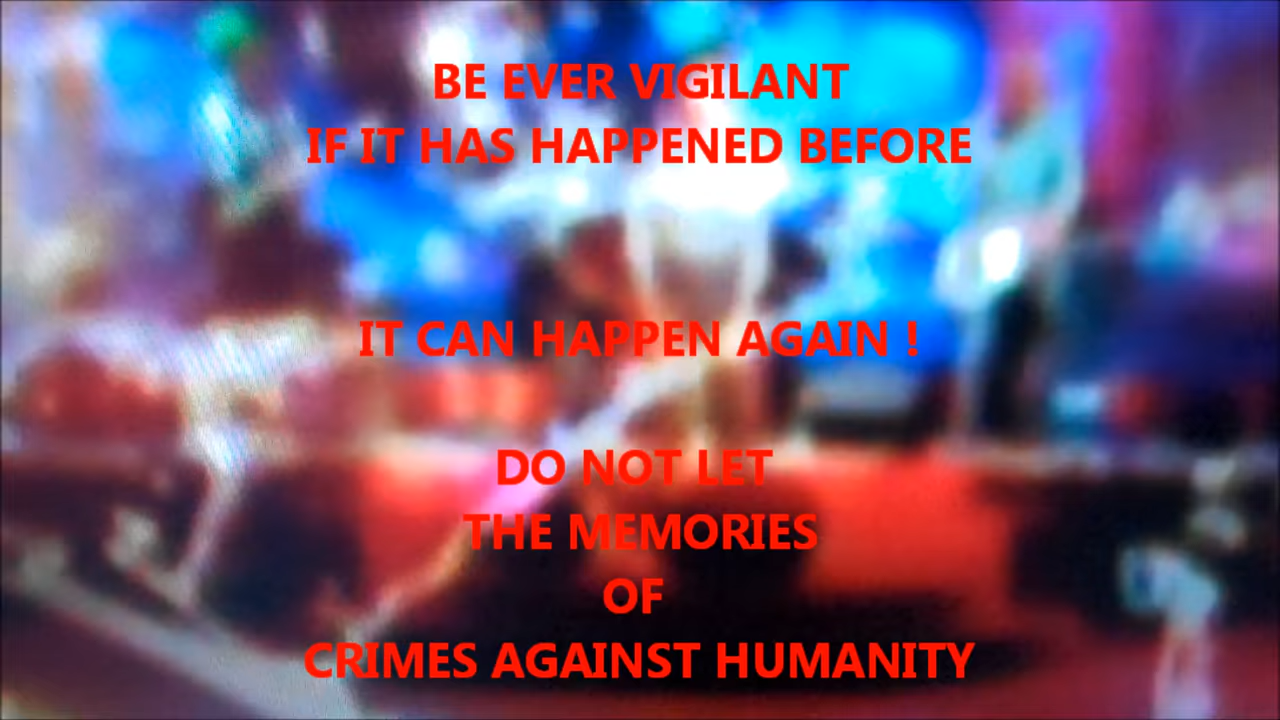 BE EVER VIGILANT
IF IT HAS HAPPENED BEFORE
IT CAN HAPPEN AGAIN !
DO NOT LET
THE MEMORIES
OF
CRIMES AGAINST HUMANITY